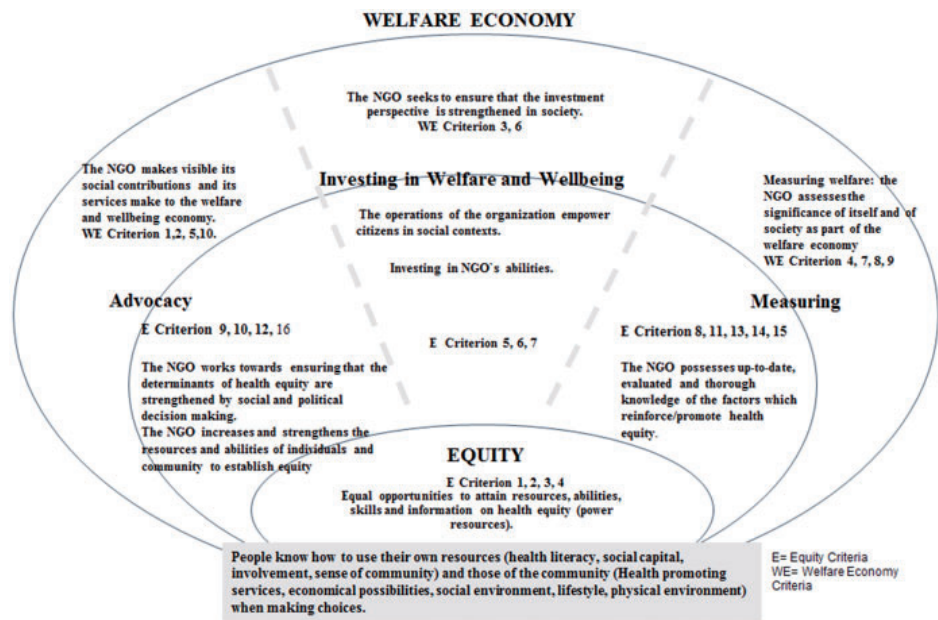 WELFARE ECONOMY
The NGO seeks to ensure that the investment
perspective is strengthened in society.
WE Criterion 3, 6
The NGO makes visible its
social contributions and its
services make to the welfare
and wellbeing economy.
WE Criterion 1,2, 5,10.
Investing in Welfare and Wellbeing
The operations of the organization empower
citizens in social contexts.
Investing in NGO`s abilities.
E Criterion 5, 6, 7
Measuring welfare: the
NGO assesses the
significance of itself and of
society as part of the
welfare economy
WE Criterion 4, 7, 8, 9
Advocacy
E Criterion 9, 10, 12, 16
The NGO works towards ensuring that the
determinants of health equity are
strengthened by social and political
decision making.
The NGO increases and strengthens the
resources and abilities of individuals and
community to establish equity
Measuring
E Criterion 8, 11, 13, 14, 15
The NGO possesses up-to-date,
evaluated and thorough
knowledge of the factors which
reinforce/promote health
equity.
EQUITY
E Criterion 1, 2, 3, 4
Equal opportunities to attain resources, abilities,
skills and information on health equity (power
resources).
People know how to use their own resources (health literacy, social capital,
involvement, sense of community) and those of the community (Health promoting
services, economical possibilities, social environment, lifestyle, physical environment)
when making choices.
E= Equity Criteria
WE= Welfare Economy
Criteria